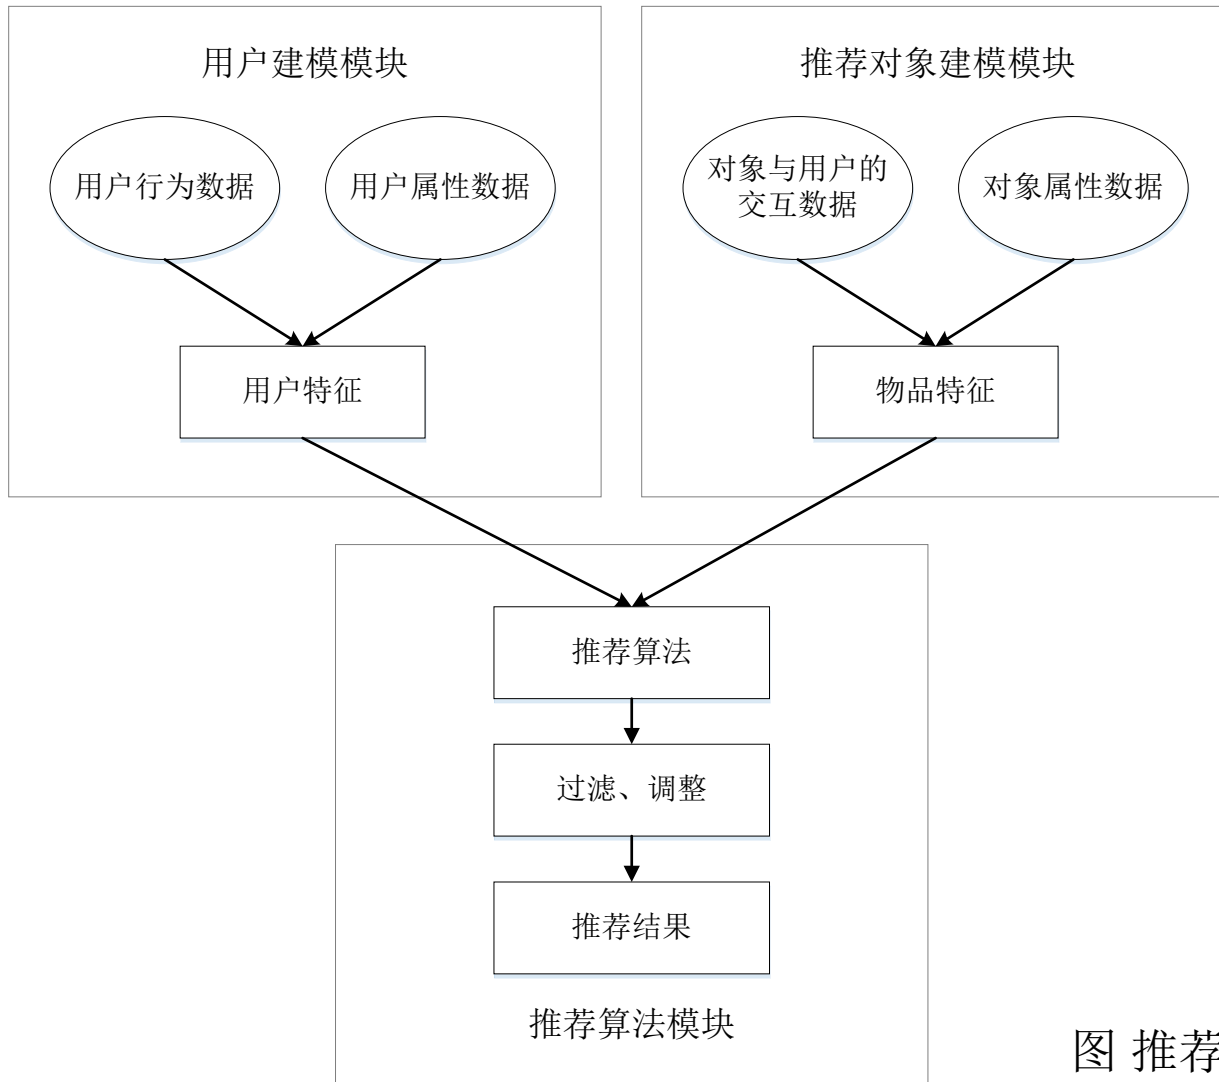 用户建模模块
推荐对象建模模块
用户行为数据
用户属性数据
对象与用户的
交互数据
对象属性数据
用户特征
物品特征
推荐算法
过滤、调整
推荐结果
推荐算法模块
图 推荐